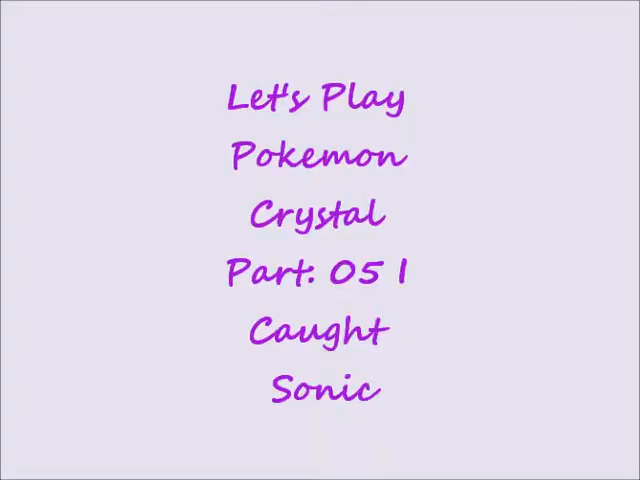 Let's Play
Pokemon
Crystal
Part: 05 I
Caught
Sonic